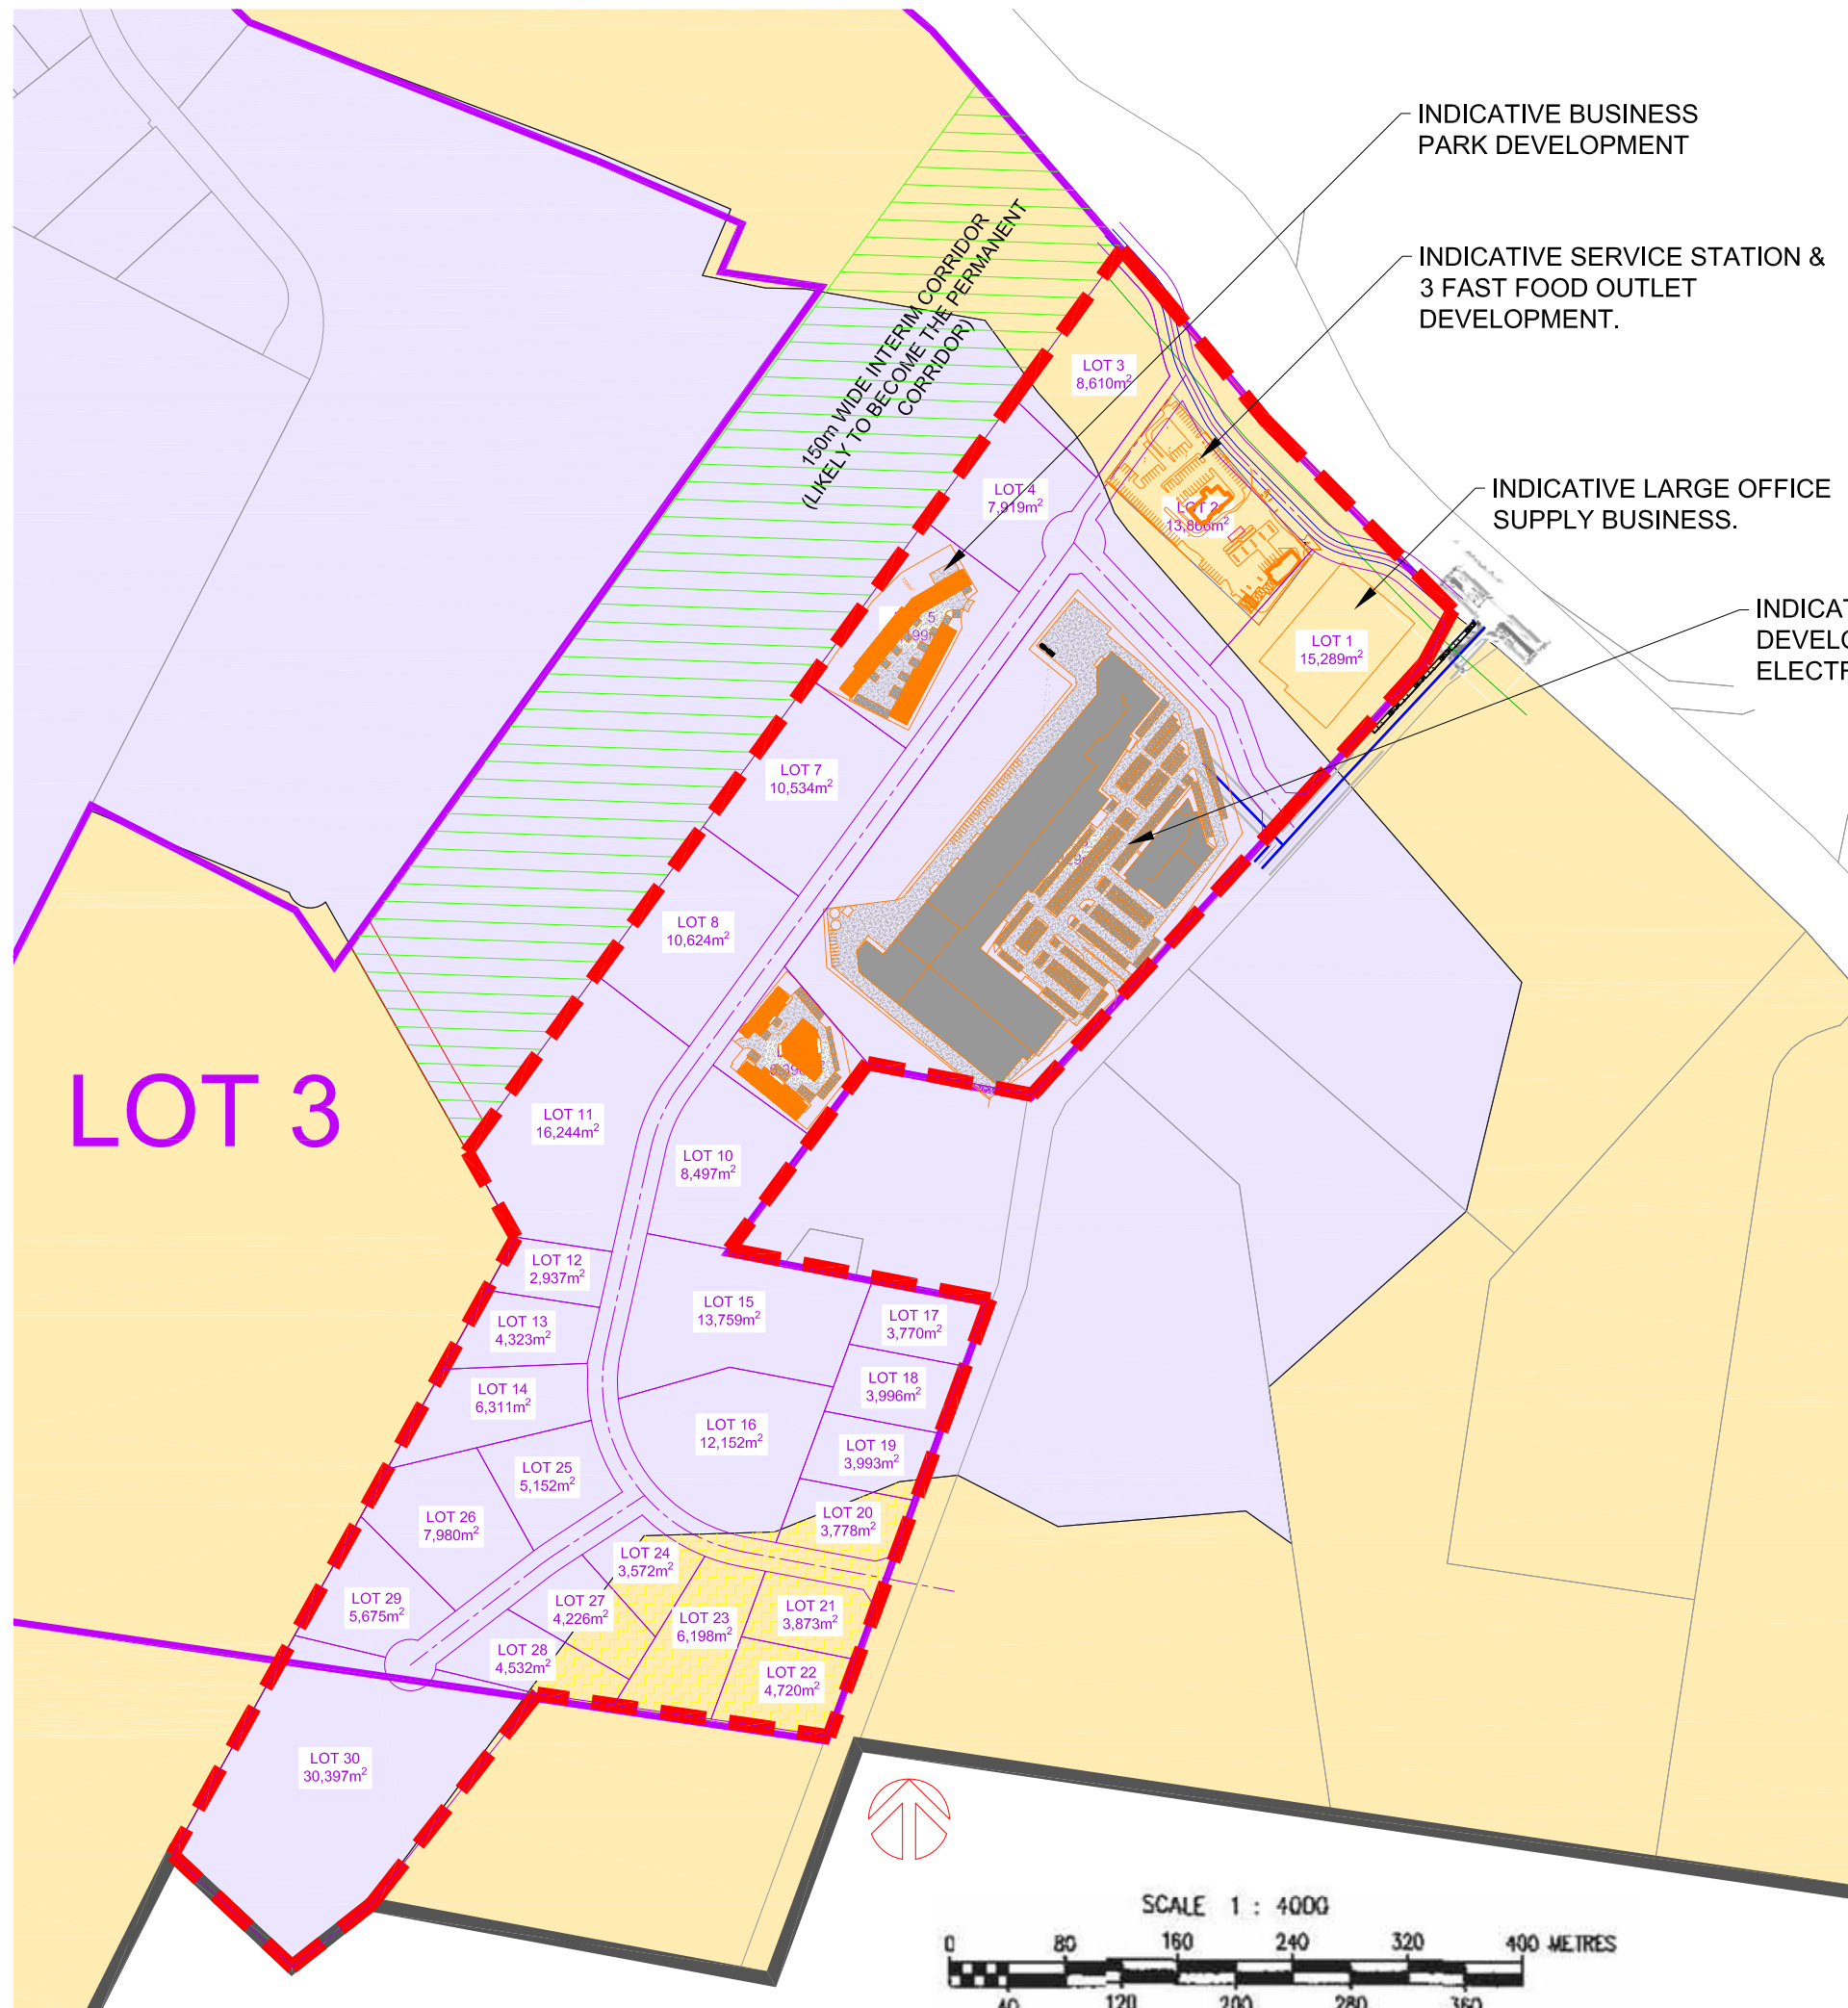 INDICATIVE BUSINESS
PARK DEVELOPMENT
INDICATIVE SERVICE STATION &
3 FAST FOOD OUTLET
DEVELOPMENT.
INDICATIVE LARGE OFFICE
SUPPLY BUSINESS.
150m WIDE INTERIM CORRIDOR
(LIKELY TO BECOME THE PERMANENT
CORRIDOR)
LOT 3
8,610m²
LOT 4
7,919m²
LOT 2
LOT 1
15,289m²
LOT 7
10,534m²
LOT 8
10,624m²
LOT 3
LOT 11
16,244m²
LOT 10
8,497m²
LOT 12
2,937m²
LOT 13
4,323m²
LOT 14
6,311m²
LOT 15
13,759m²
LOT 17
3,770m²
LOT 18
3,996m²
LOT 16
12,152m²
LOT 19
3,993m²
LOT 25
5,152m²
LOT 26
7,980m²
LOT 20
3,778m²
LOT 24
3,572m²
LOT 29
5,675m²
LOT 27
4,226m²
LOT 23
6,198m²
LOT 21
3,873m²
LOT 28
4,532m²
LOT 22
4,720m²
LOT 30
30,397m²
SCALE 1 : 4000
0 80 160 240 320 400 METRES
40 120 200 280 360